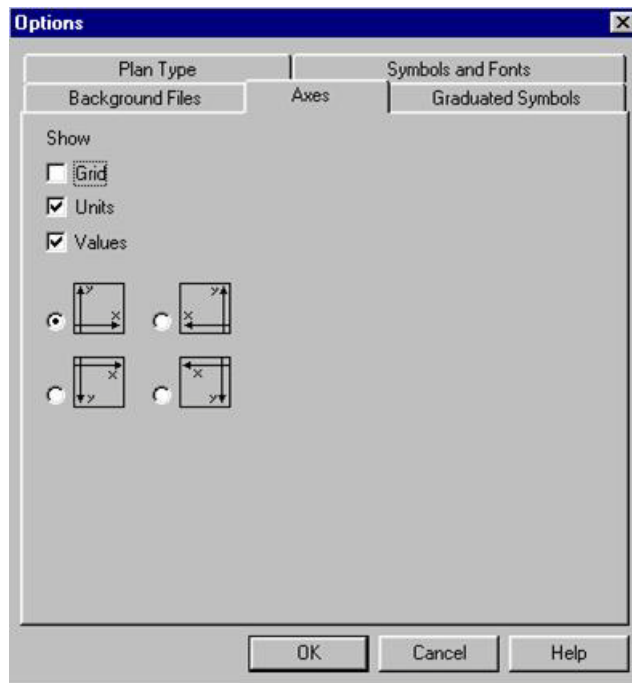 Options
Plan Type Symbols and Fonts
Background Files Axes Graduated Symbols
Show
Grid
Units
Values
y x y x
x y x y
OK Cancel Help